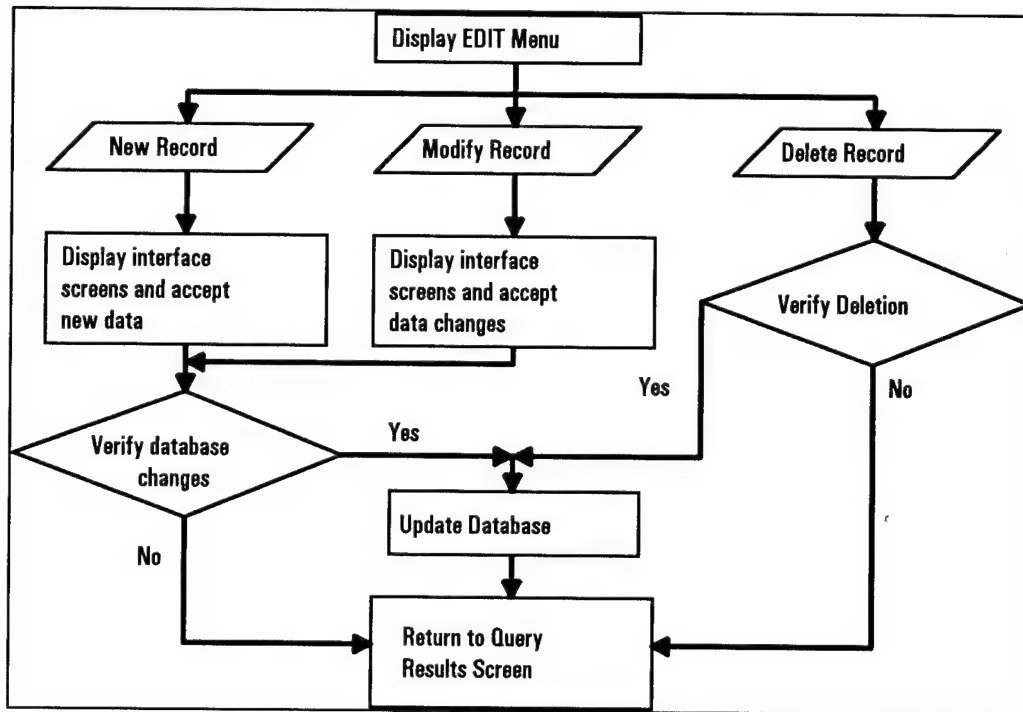 Display EDIT Menu
New Record
Modify Record
Delete Record
Display interface
screens and accept
new data
Display interface
screens and accept
data changes
Verify Deletion
Yes
No
Verify database
changes
Yes
No
Update Database
Return to Query
Results Screen